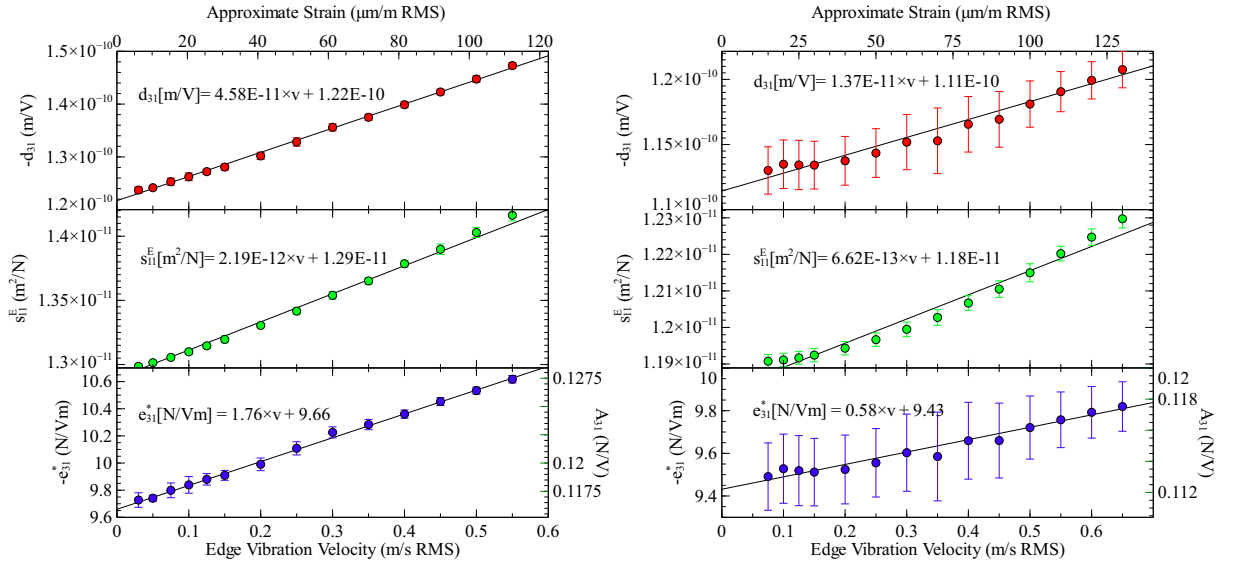 Approximate Strain (μm/m RMS)
0 20 40 60 80 100 120
1.5×10⁻¹⁰
1.4×10⁻¹⁰
1.3×10⁻¹⁰
1.2×10⁻¹⁰
-d₃₁ (m/V)
d₃₁[m/V]= 4.58E-11×v + 1.22E-10
1.4×10⁻¹¹
1.35×10⁻¹¹
1.3×10⁻¹¹
s₁₁ᴱ (m²/N)
s₁₁ᴱ[m²/N]= 2.19E-12×v + 1.29E-11
10.6
10.4
10.2
10
9.8
9.6
-e₃₁* (N/Vm)
e₃₁*[N/Vm]= 1.76×v + 9.66
0.1275
0.12
0.1175
A₃₁ (N/V)
0 0.1 0.2 0.3 0.4 0.5 0.6
Edge Vibration Velocity (m/s RMS)
Approximate Strain (μm/m RMS)
0 20 40 60 80 100 120
1.2×10⁻¹⁰
1.15×10⁻¹⁰
1.1×10⁻¹⁰
-d₃₁ (m/V)
d₃₁[m/V]= 1.37E-11×v + 1.11E-10
1.23×10⁻¹¹
1.22×10⁻¹¹
1.21×10⁻¹¹
1.2×10⁻¹¹
1.19×10⁻¹¹
s₁₁ᴱ (m²/N)
s₁₁ᴱ[m²/N]= 6.62E-13×v + 1.18E-11
10
9.8
9.6
9.4
-e₃₁* (N/Vm)
e₃₁*[N/Vm] = 0.58×v + 9.43
0.12
0.118
0.112
A₃₁ (N/V)
0 0.1 0.2 0.3 0.4 0.5 0.6
Edge Vibration Velocity (m/s RMS)